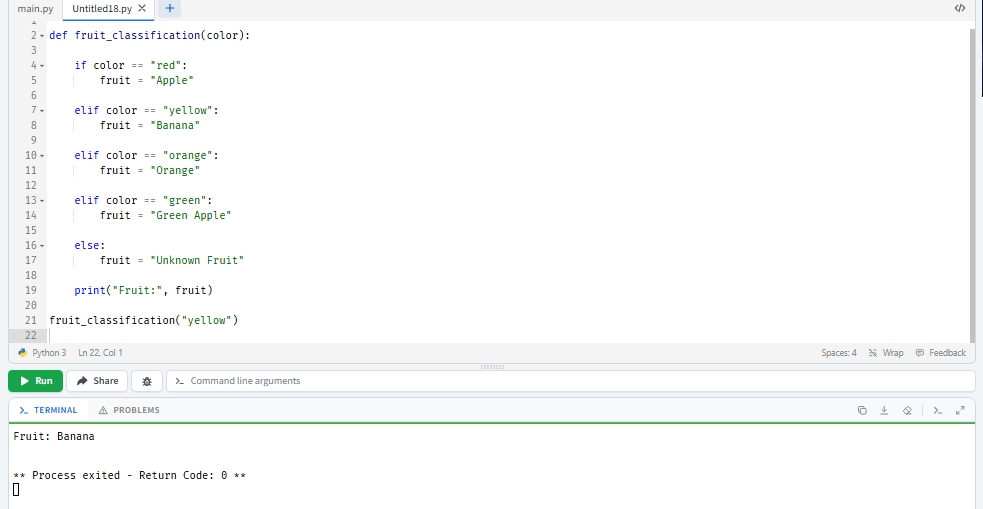 main.py Untitled18.py
1
2 def fruit_classification(color):
3
4     if color == "red":
5         fruit = "Apple"
6
7     elif color == "yellow":
8         fruit = "Banana"
9
10     elif color == "orange":
11         fruit = "Orange"
12
13     elif color == "green":
14         fruit = "Green Apple"
15
16     else:
17         fruit = "Unknown Fruit"
18
19     print("Fruit:", fruit)
20
21 fruit_classification("yellow")
22
Python 3 Ln 22, Col 1 Spaces: 4 Wrap Feedback
Run Share Command line arguments
TERMINAL PROBLEMS
Fruit: Banana
** Process exited - Return Code: 0 **